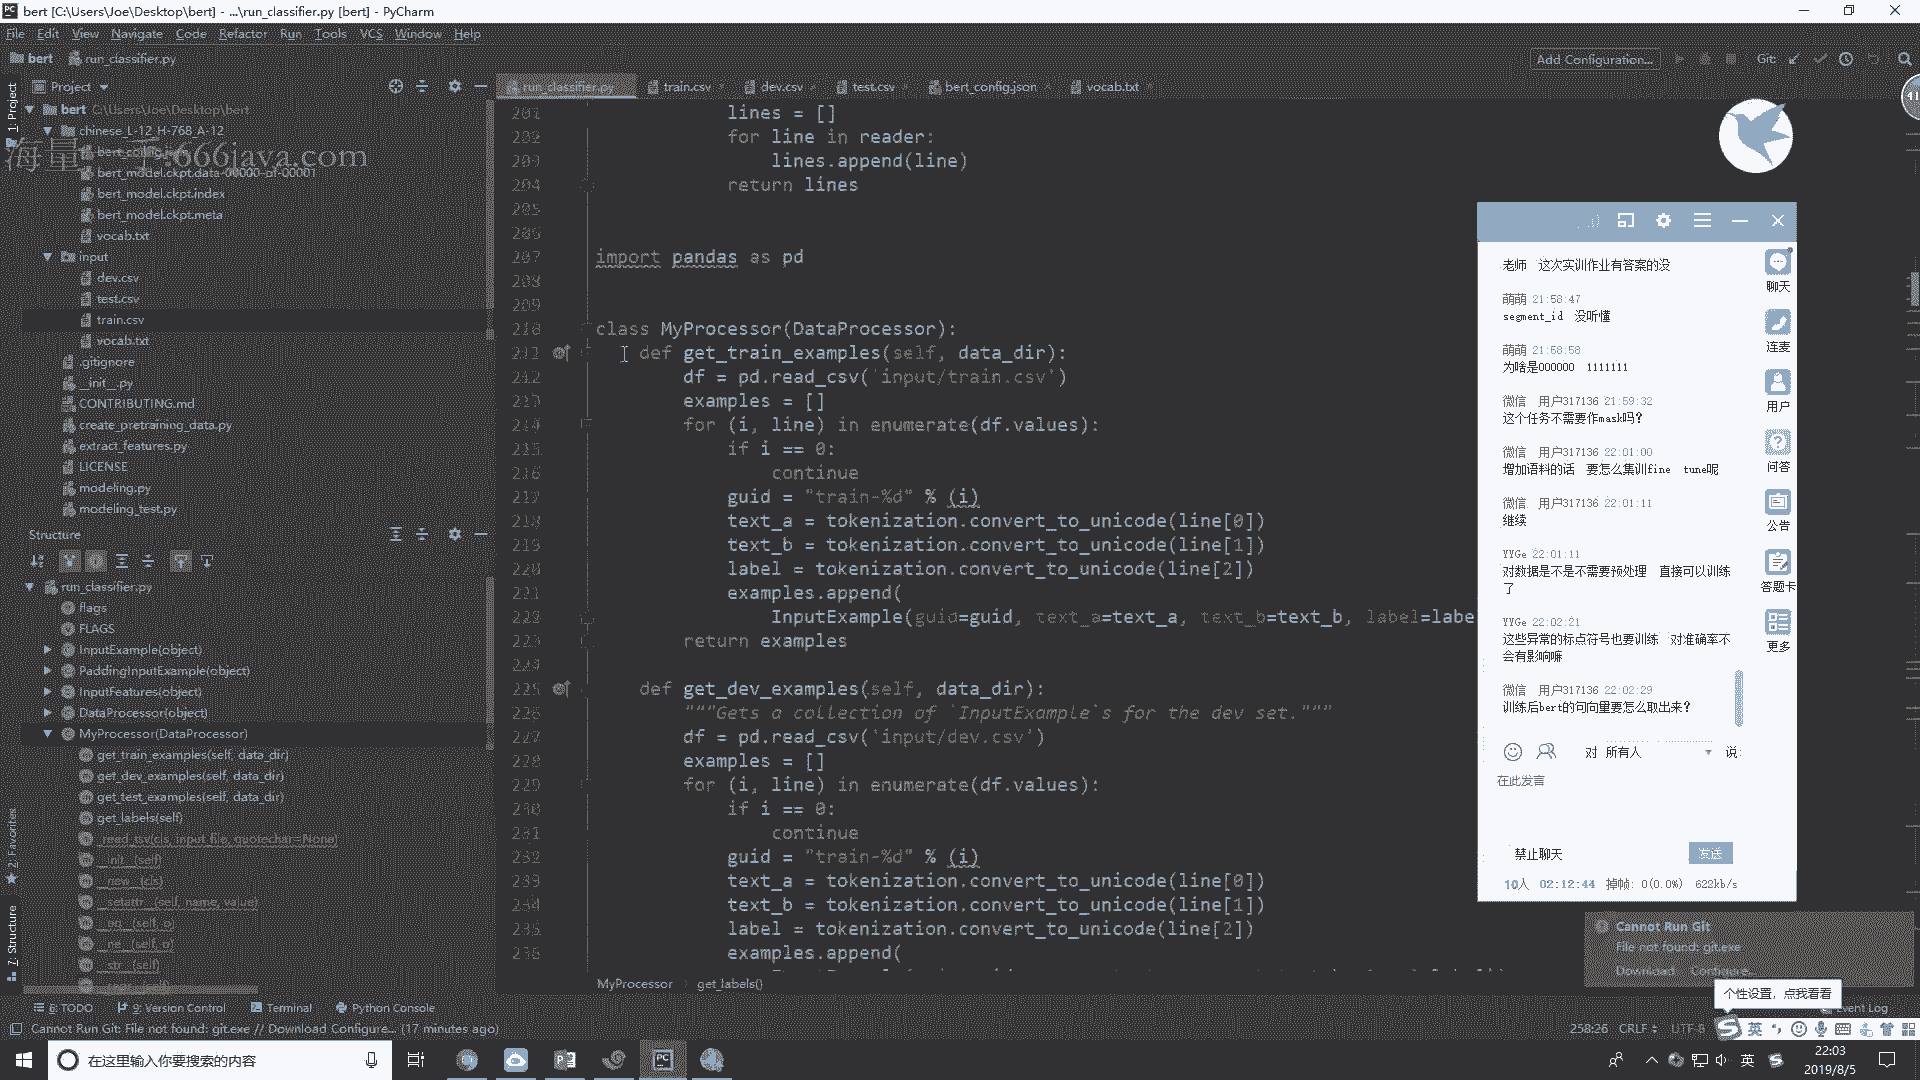 bert [C:\Users\Joe\Desktop\bert] - ...\run_classifier.py [bert] - PyCharm
File Edit View Navigate Code Refactor Run Tools VCS Window Help
bert run_classifier.py
Add Configuration...
Git:
1: Project
Project
bert C:\Users\Joe\Desktop\bert
chinese_L-12_H-768_A-12
海量
666java.com
bert_model.ckpt.data-00000-of-00001
bert_model.ckpt.index
bert_model.ckpt.meta
vocab.txt
input
dev.csv
test.csv
train.csv
vocab.txt
.gitignore
__init__.py
CONTRIBUTING.md
create_pretraining_data.py
extract_features.py
LICENSE
modeling.py
modeling_test.py
Structure
run_classifier.py
flags
FLAGS
InputExample(object)
PaddingInputExample(object)
InputFeatures(object)
DataProcessor(object)
MyProcessor(DataProcessor)
get_train_examples(self, data_dir)
get_dev_examples(self, data_dir)
get_test_examples(self, data_dir)
get_labels(self)
_read_tsv(cls, input_file, quotechar=None)
__init__(self)
__new__(cls)
__setattr__(self, name, value)
__eq__(self, o)
__ne__(self, o)
__str__(self)
2: Favorites
7: Structure
run_classifier.py train.csv dev.csv test.csv bert_config.json vocab.txt
201 lines = []
202 for line in reader:
203 lines.append(line)
204 return lines
205
206
207 import pandas as pd
208
209
210 class MyProcessor(DataProcessor):
211 def get_train_examples(self, data_dir):
212 df = pd.read_csv('input/train.csv')
213 examples = []
214 for (i, line) in enumerate(df.values):
215 if i == 0:
216 continue
217 guid = "train-%d" % (i)
218 text_a = tokenization.convert_to_unicode(line[0])
219 text_b = tokenization.convert_to_unicode(line[1])
220 label = tokenization.convert_to_unicode(line[2])
221 examples.append(
222 InputExample(guid=guid, text_a=text_a, text_b=text_b, label=labe
223 return examples
224
225 def get_dev_examples(self, data_dir):
226 """Gets a collection of `InputExample`s for the dev set."""
227 df = pd.read_csv('input/dev.csv')
228 examples = []
229 for (i, line) in enumerate(df.values):
230 if i == 0:
231 continue
232 guid = "train-%d" % (i)
233 text_a = tokenization.convert_to_unicode(line[0])
234 text_b = tokenization.convert_to_unicode(line[1])
235 label = tokenization.convert_to_unicode(line[2])
236 examples.append(
MyProcessor get_labels()
老师 这次实训作业有答案的没
萌萌 21:58:47
segment_id 没听懂
萌萌 21:58:58
为啥是000000 1111111
微信 用户317136 21:59:32
这个任务不需要作mask吗?
微信 用户317136 22:01:00
增加语料的话 要怎么集训fine tune呢
微信 用户317136 22:01:11
继续
YYGe 22:01:11
对数据是不是不需要预处理 直接可以训练
了
YYGe 22:02:21
这些异常的标点符号也要训练 对准确率不
会有影响嘛
微信 用户317136 22:02:29
训练后bert的句向量要怎么取出来?
对 所有人 说:
在此发言
禁止聊天 发送
10人 02:12:44 掉帧: 0(0.0%) 622kb/s
聊天
连麦
用户
问答
公告
答题卡
更多
41
Cannot Run Git
File not found: git.exe
Download Configure...
个性设置，点我看看
6: TODO 9: Version Control Terminal Python Console
Event Log
Cannot Run Git: File not found: git.exe // Download Configure... (17 minutes ago)
258:26 CRLF UTF-8
英
在这里输入你要搜索的内容
英
22:03
2019/8/5